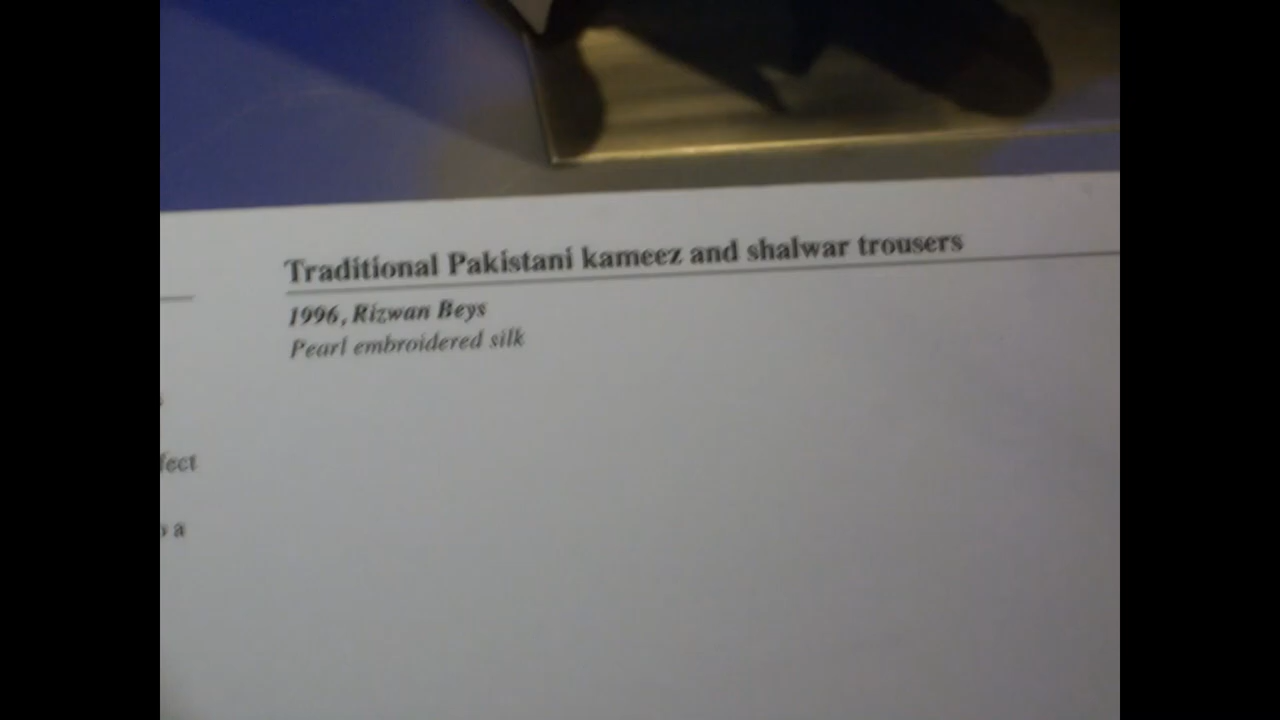 Traditional Pakistani kameez and shalwar trousers
1996, Rizwan Beys
Pearl embroidered silk
fect
a